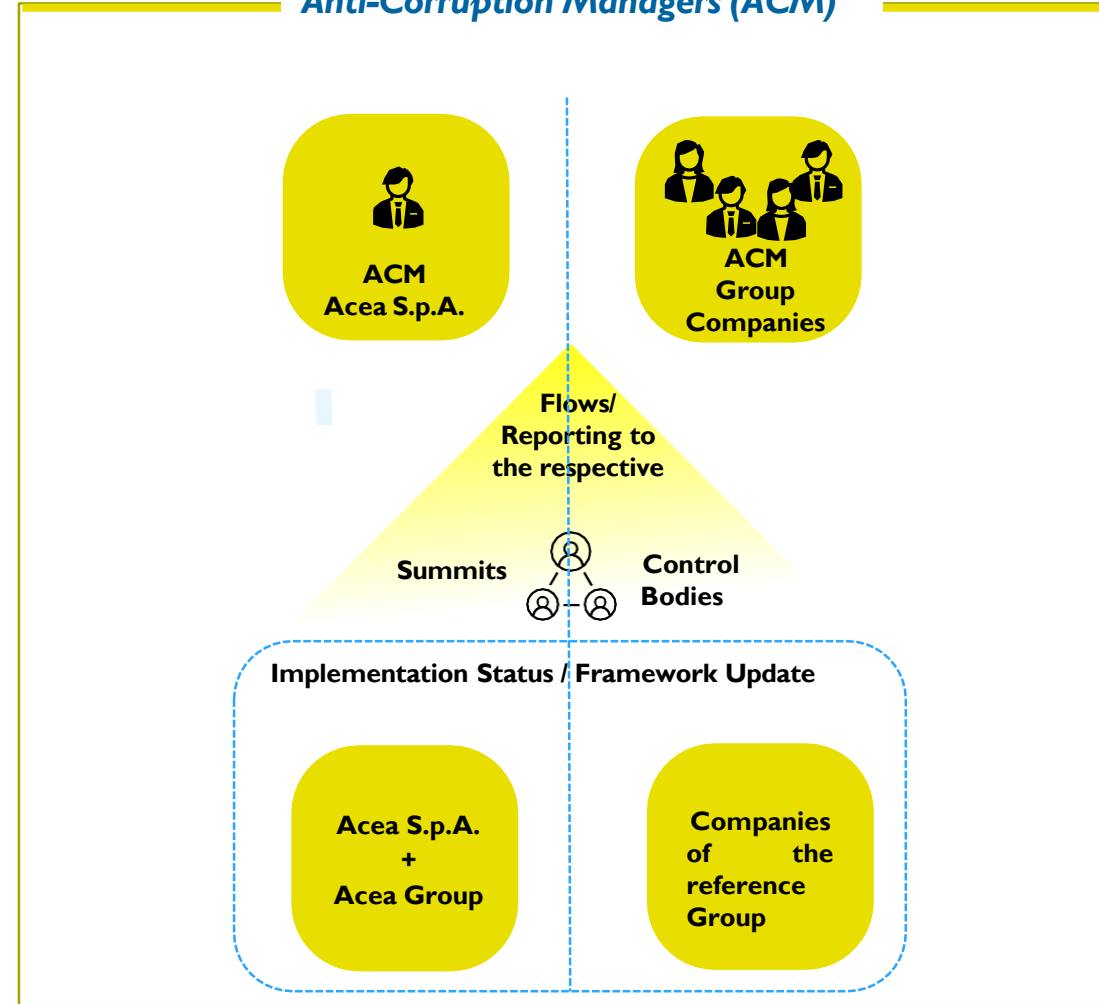 Anti-Corruption Managers (ACM)
ACM
Acea S.p.A.
ACM
Group
Companies
Flows/
Reporting to
the respective
Summits
Control
Bodies
Implementation Status / Framework Update
Acea S.p.A.
+
Acea Group
Companies
of the
reference
Group